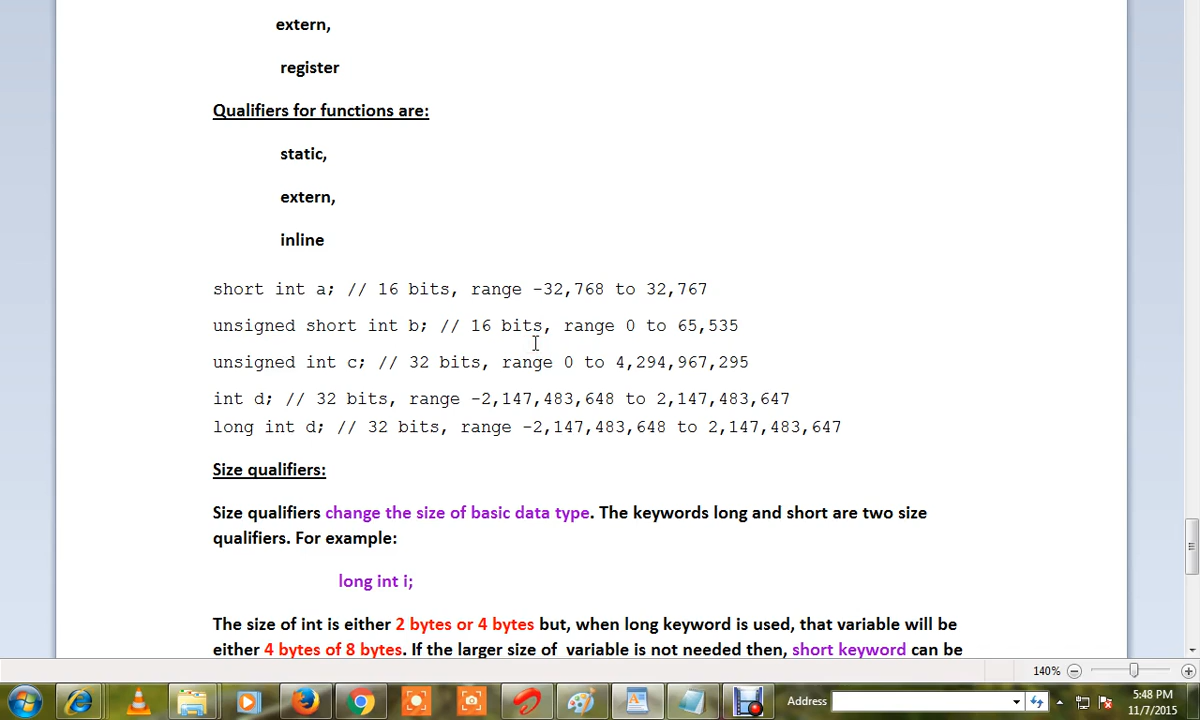 extern,
register
Qualifiers for functions are:
static,
extern,
inline
short int a; // 16 bits, range -32,768 to 32,767
unsigned short int b; // 16 bits, range 0 to 65,535
unsigned int c; // 32 bits, range 0 to 4,294,967,295
int d; // 32 bits, range -2,147,483,648 to 2,147,483,647
long int d; // 32 bits, range -2,147,483,648 to 2,147,483,647
Size qualifiers:
Size qualifiers change the size of basic data type. The keywords long and short are two size
qualifiers. For example:
long int i;
The size of int is either 2 bytes or 4 bytes but, when long keyword is used, that variable will be
either 4 bytes of 8 bytes. If the larger size of variable is not needed then, short keyword can be
140%
Address
5:48 PM
11/7/2015